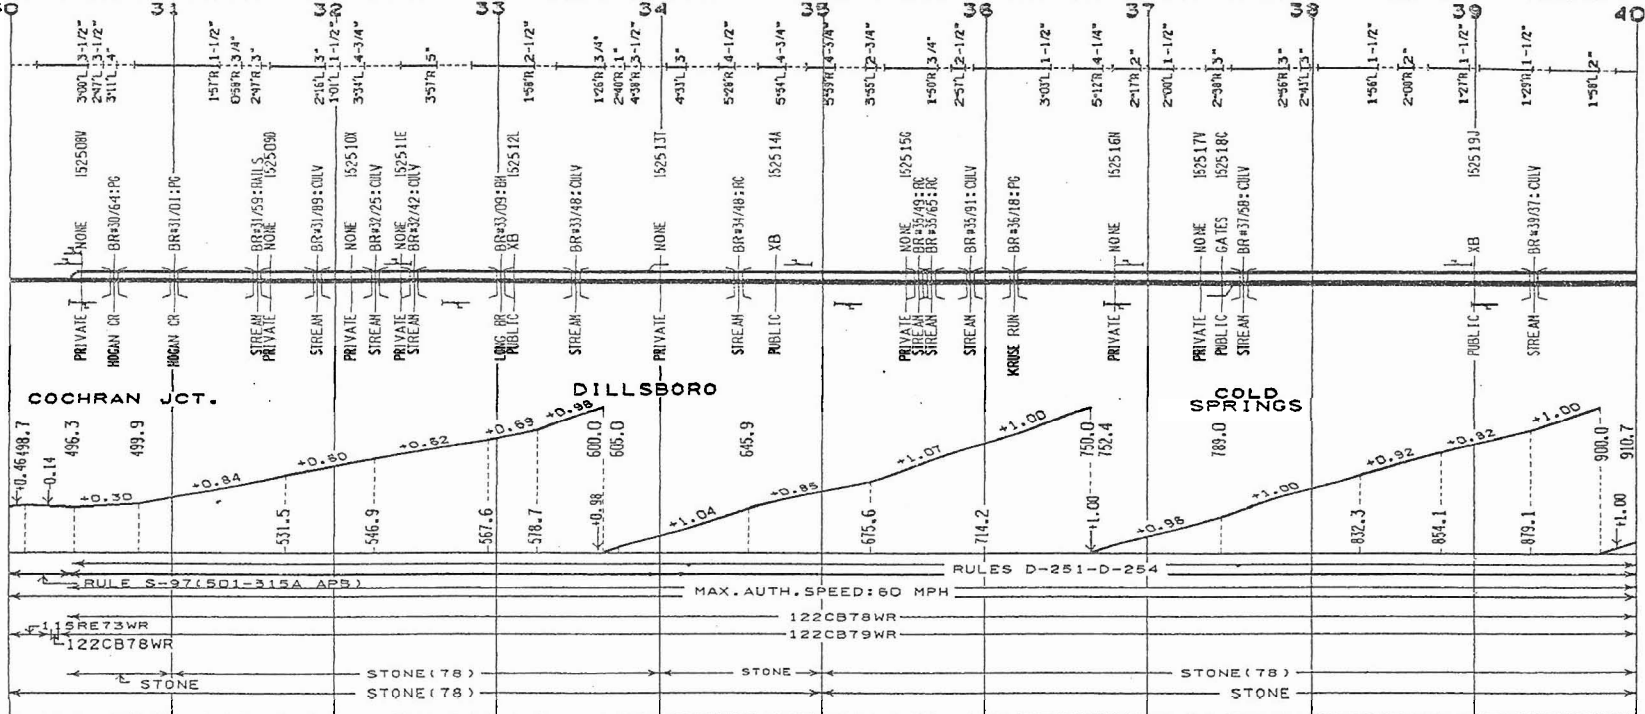 30 31 32 33 34 35 36 37 38 39 40
3°00'L 3-1/2"
2°47'L 3-1/2"
3°11'L 4"
1°57'R 1-1/2"
0°59'R 3/4"
2°47'R 3"
2°16'L 3"
1°01'L 1-1/2"
3°34'L 4-3/4"
3°57'R 5"
1°58'R 2-1/2"
1°26'R 3/4"
2°40'R 1"
4°38'R 3-1/2"
4°31'L 3"
5°28'R 4-1/2"
5°54'L 4-3/4"
5°59'R 4-3/4"
3°55'L 2-3/4"
1°50'R 3/4"
2°57'L 2-1/2"
3°03'L 1-1/2"
5°12'R 4-1/4"
2°17'R 2"
2°00'L 1-1/2"
2°38'R 3"
2°56'R 3"
2°41'L 3"
1°56'L 1-1/2"
2°00'R 2"
1°27'R 1-1/2"
1°29'R 1-1/2"
1°58'L 2"
NONE 152508V
BR#30/64:PG
BR#31/01:PG
BR#31/59:RAILS
NONE 152509D
BR#31/89:CULV
NONE 152510X
BR#32/25:CULV
NONE 152511E
BR#32/42:CULV
BR#33/09:BH
XB 152512L
BR#33/48:CULV
NONE 152513T
BR#34/48:RC
XB 152514A
NONE 152515G
BR#35/49:RC
BR#35/65:RC
BR#35/91:CULV
BR#36/18:PG
NONE 152516N
NONE 152517V
GATES 152518C
BR#37/58:CULV
XB 152519J
BR#39/37:CULV
PRIVATE
HOGAN CR
HOGAN CR
STREAM
PRIVATE
STREAM
PRIVATE
STREAM
PRIVATE
STREAM
LONG BR
PUBLIC
STREAM
PRIVATE
STREAM
PUBLIC
PRIVATE
STREAM
STREAM
STREAM
KRUSE RUN
PRIVATE
PRIVATE
PUBLIC
STREAM
PUBLIC
STREAM
COCHRAN JCT.
DILLSBORO
COLD
SPRINGS
+0.46 498.7
-0.14 496.3
+0.30
499.9
+0.84
531.5
+0.60
546.9
+0.62
567.6
+0.69
578.7
+0.98
600.0
605.0
+0.98
+1.04
645.9
+0.85
675.6
+1.07
714.2
+1.00
750.0
752.4
+1.00
+0.98
789.0
+1.00
832.3
+0.92
854.1
+0.82
879.1
+1.00
900.0
910.7
+1.00
RULES D-251-D-254
RULE S-97(501-315A APB)
MAX.AUTH.SPEED:60 MPH
122CB78WR
115RE73WR
122CB79WR
122CB78WR
STONE(78) STONE STONE(78)
STONE
STONE(78) STONE